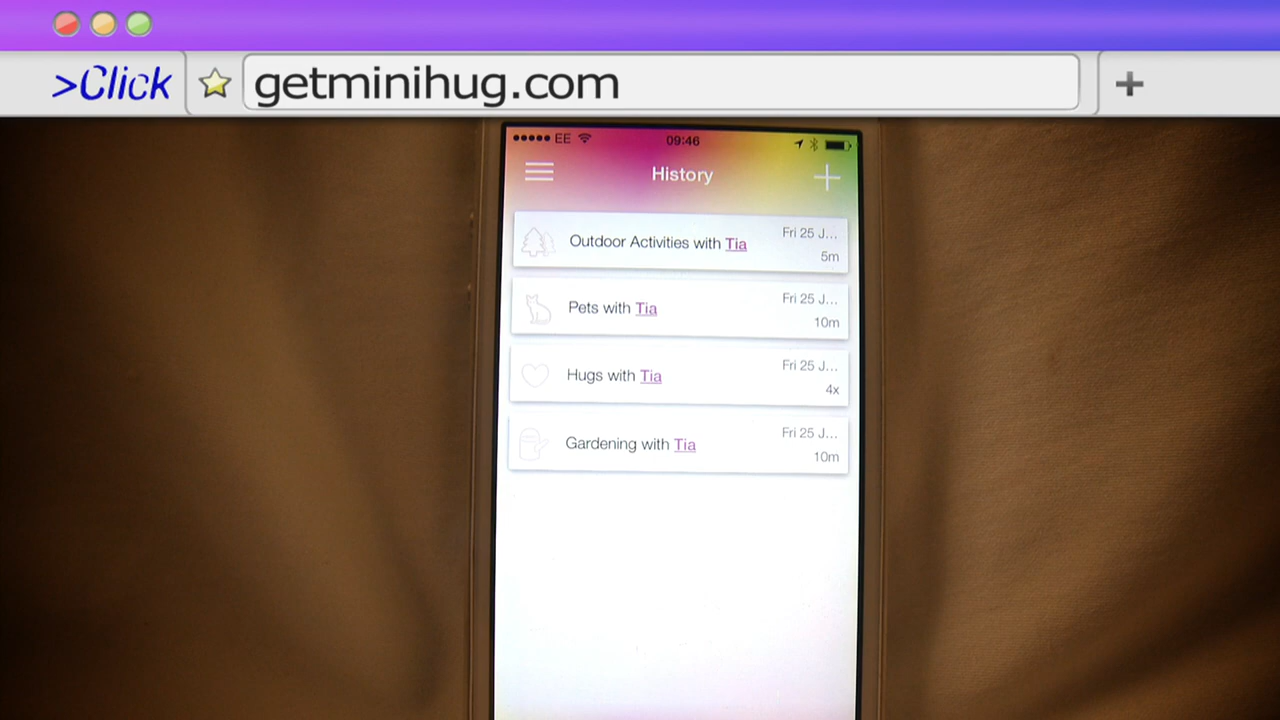 >Click
getminihug.com
EE
09:46
History
Outdoor Activities with Tia
Fri 25 J...
5m
Pets with Tia
Fri 25 J...
10m
Hugs with Tia
Fri 25 J...
4x
Gardening with Tia
Fri 25 J...
10m